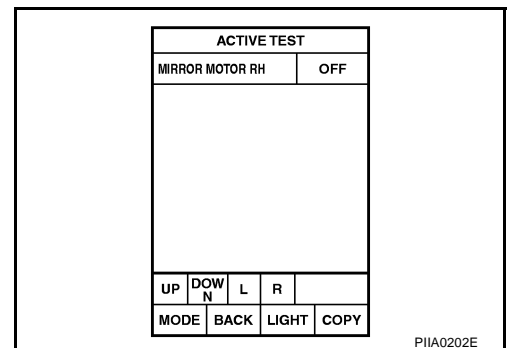 ACTIVE TEST
MIRROR MOTOR RH OFF
UP DOWN L R
MODE BACK LIGHT COPY
PIIA0202E